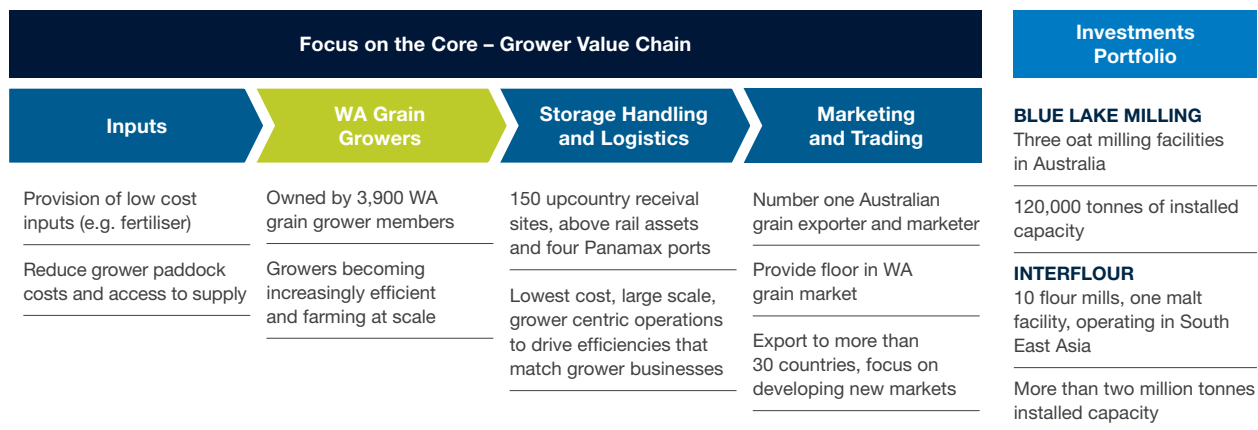 Focus on the Core – Grower Value Chain
Inputs
Provision of low cost
inputs (e.g. fertiliser)
Reduce grower paddock
costs and access to supply
WA Grain
Growers
Owned by 3,900 WA
grain grower members
Growers becoming
increasingly efficient
and farming at scale
Storage Handling
and Logistics
150 upcountry receival
sites, above rail assets
and four Panamax ports
Lowest cost, large scale,
grower centric operations
to drive efficiencies that
match grower businesses
Marketing
and Trading
Number one Australian
grain exporter and marketer
Provide floor in WA
grain market
Export to more than
30 countries, focus on
developing new markets
Investments
Portfolio
BLUE LAKE MILLING
Three oat milling facilities
in Australia
120,000 tonnes of installed
capacity
INTERFLOUR
10 flour mills, one malt
facility, operating in South
East Asia
More than two million tonnes
installed capacity